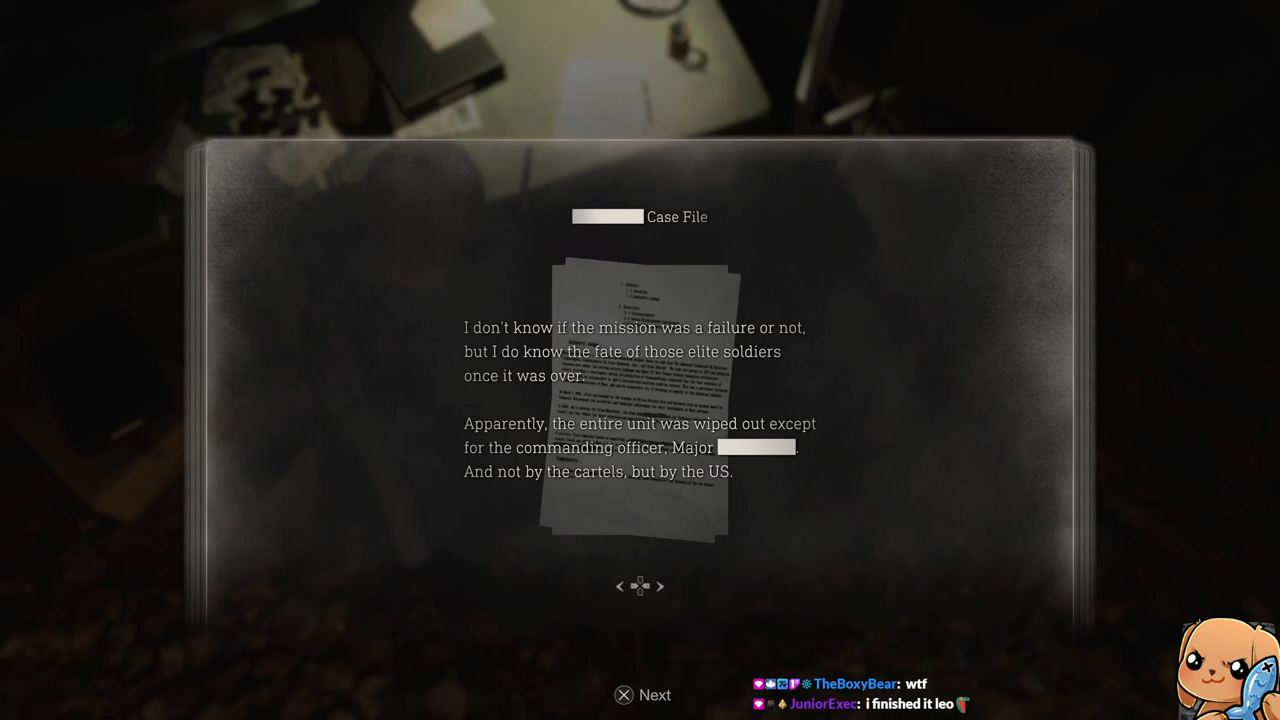 Case File
I don't know if the mission was a failure or not,
but I do know the fate of those elite soldiers
once it was over.
Apparently, the entire unit was wiped out except
for the commanding officer, Major .
And not by the cartels, but by the US.
Next
TheBoxyBear: wtf
JuniorExec: i finished it leo